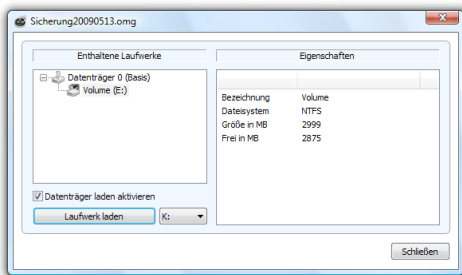 Sicherung20090513.omg
Enthaltene Laufwerke
Datenträger 0 (Basis)
Volume (E:)
Datenträger laden aktivieren
Laufwerk laden
K:
Eigenschaften
Bezeichnung Volume
Dateisystem NTFS
Größe in MB 2999
Frei in MB 2875
Schließen